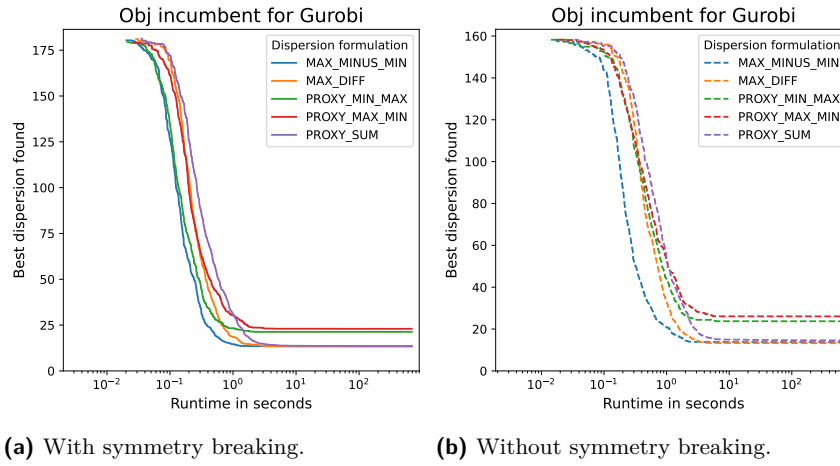 Obj incumbent for Gurobi
Best dispersion found
175
150
125
100
75
50
25
0
Dispersion formulation
MAX_MINUS_MIN
MAX_DIFF
PROXY_MIN_MAX
PROXY_MAX_MIN
PROXY_SUM
10⁻² 10⁻¹ 10⁰ 10¹ 10²
Runtime in seconds
(a) With symmetry breaking.
Obj incumbent for Gurobi
Best dispersion found
160
140
120
100
80
60
40
20
0
Dispersion formulation
MAX_MINUS_MIN
MAX_DIFF
PROXY_MIN_MAX
PROXY_MAX_MIN
PROXY_SUM
10⁻² 10⁻¹ 10⁰ 10¹ 10²
Runtime in seconds
(b) Without symmetry breaking.